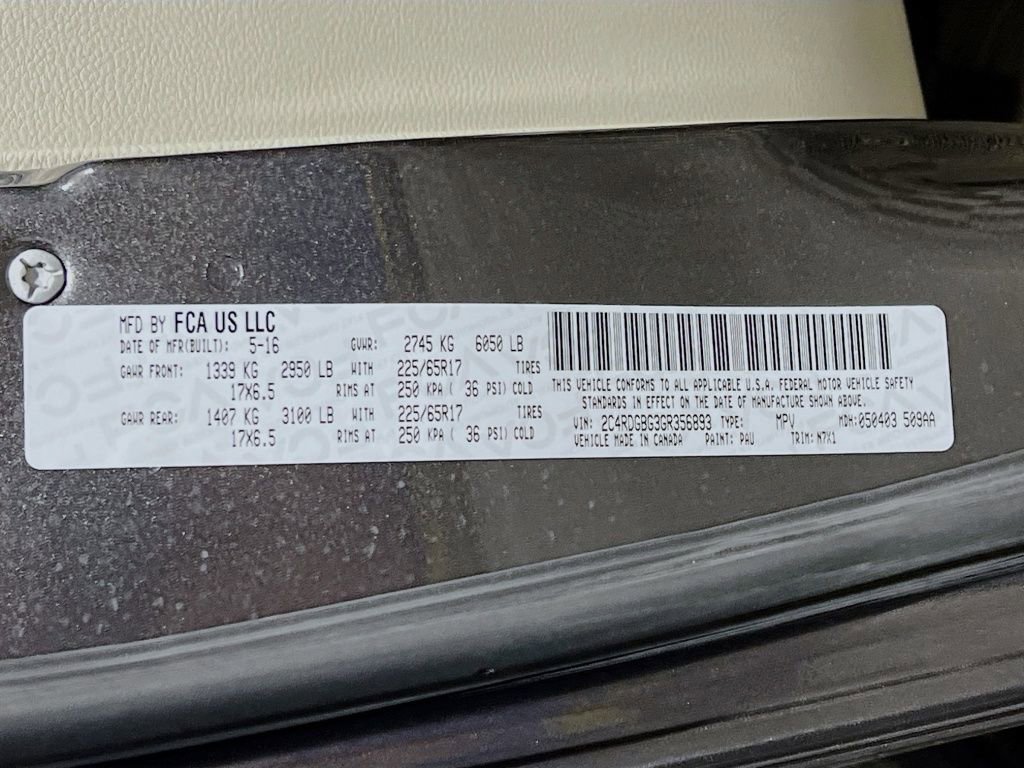 MFD BY FCA US LLC
DATE OF MFR(BUILT): 5-16 GVWR: 2745 KG 6050 LB
GAWR FRONT: 1339 KG 2950 LB WITH 225/65R17 TIRES
17X6.5 RIMS AT 250 KPA ( 36 PSI) COLD
GAWR REAR: 1407 KG 3100 LB WITH 225/65R17 TIRES
17X6.5 RIMS AT 250 KPA ( 36 PSI) COLD
THIS VEHICLE CONFORMS TO ALL APPLICABLE U.S.A. FEDERAL MOTOR VEHICLE SAFETY
STANDARDS IN EFFECT ON THE DATE OF MANUFACTURE SHOWN ABOVE.
VIN: 2C4RDGBG3GR356893 TYPE: MPV MDH: 050403 509AA
VEHICLE MADE IN CANADA PAINT: PAU TRIM: N7X1